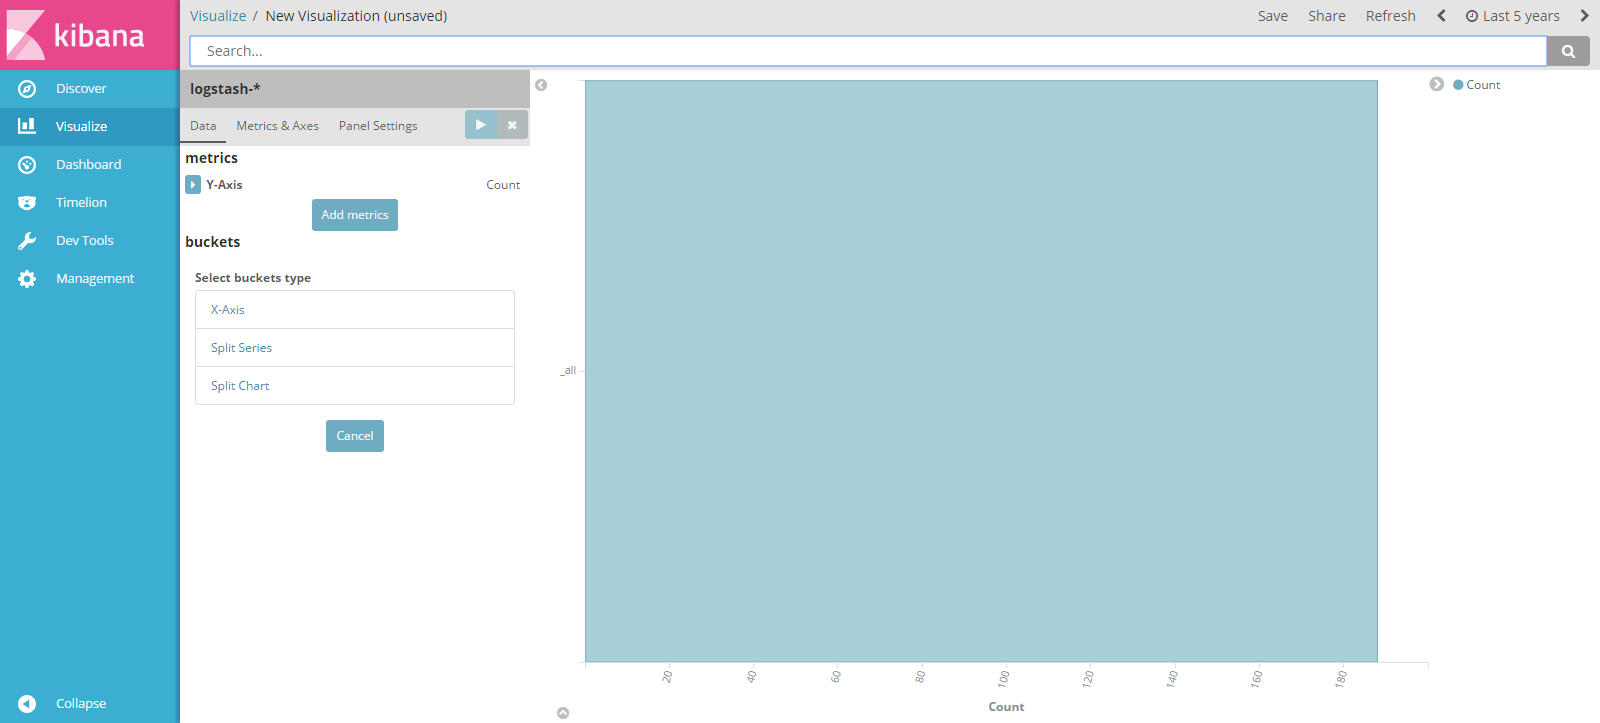 kibana
Discover
Visualize
Dashboard
Timelion
Dev Tools
Management
Collapse
Visualize / New Visualization (unsaved)
Save Share Refresh Last 5 years
Search...
logstash-*
Data Metrics & Axes Panel Settings
metrics
Y-Axis Count
Add metrics
buckets
Select buckets type
X-Axis
Split Series
Split Chart
Cancel
Count
_all
20 40 60 80 100 120 140 160 180
Count